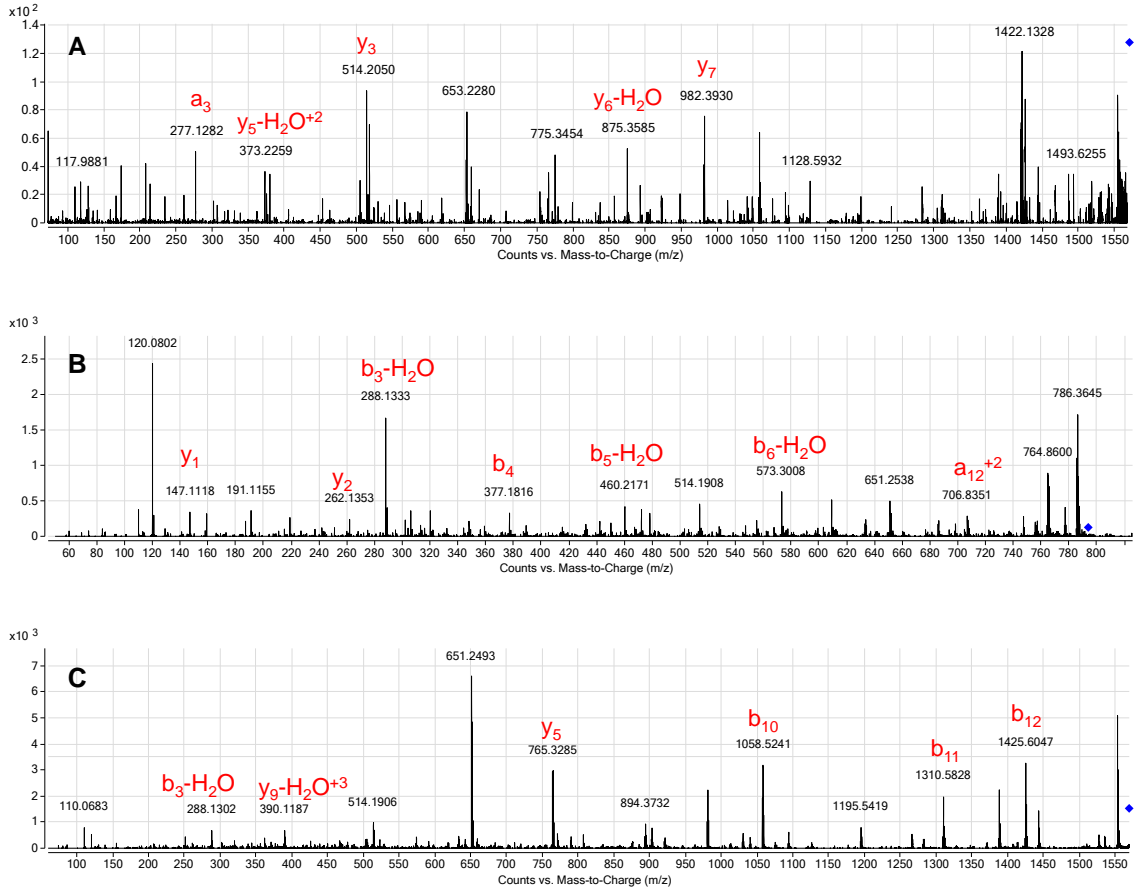 x10 2
1.4
1.2
1
0.8
0.6
0.4
0.2
0
A
a3
277.1282
y5-H2O+2
373.2259
117.9881
y3
514.2050
653.2280
775.3454
y6-H2O
875.3585
y7
982.3930
1128.5932
1422.1328
1493.6255
100 150 200 250 300 350 400 450 500 550 600 650 700 750 800 850 900 950 1000 1050 1100 1150 1200 1250 1300 1350 1400 1450 1500 1550
Counts vs. Mass-to-Charge (m/z)
x10 3
2.5
2
1.5
1
0.5
0
B
120.0802
y1
147.1118
191.1155
y2
262.1353
b3-H2O
288.1333
b4
377.1816
b5-H2O
460.2171
514.1908
b6-H2O
573.3008
651.2538
a12+2
706.8351
764.8600
786.3645
60 80 100 120 140 160 180 200 220 240 260 280 300 320 340 360 380 400 420 440 460 480 500 520 540 560 580 600 620 640 660 680 700 720 740 760 780 800
Counts vs. Mass-to-Charge (m/z)
x10 3
7
6
5
4
3
2
1
0
C
110.0683
b3-H2O
288.1302
y9-H2O+3
390.1187
514.1906
651.2493
y5
765.3285
894.3732
b10
1058.5241
1195.5419
b11
1310.5828
b12
1425.6047
100 150 200 250 300 350 400 450 500 550 600 650 700 750 800 850 900 950 1000 1050 1100 1150 1200 1250 1300 1350 1400 1450 1500 1550
Counts vs. Mass-to-Charge (m/z)